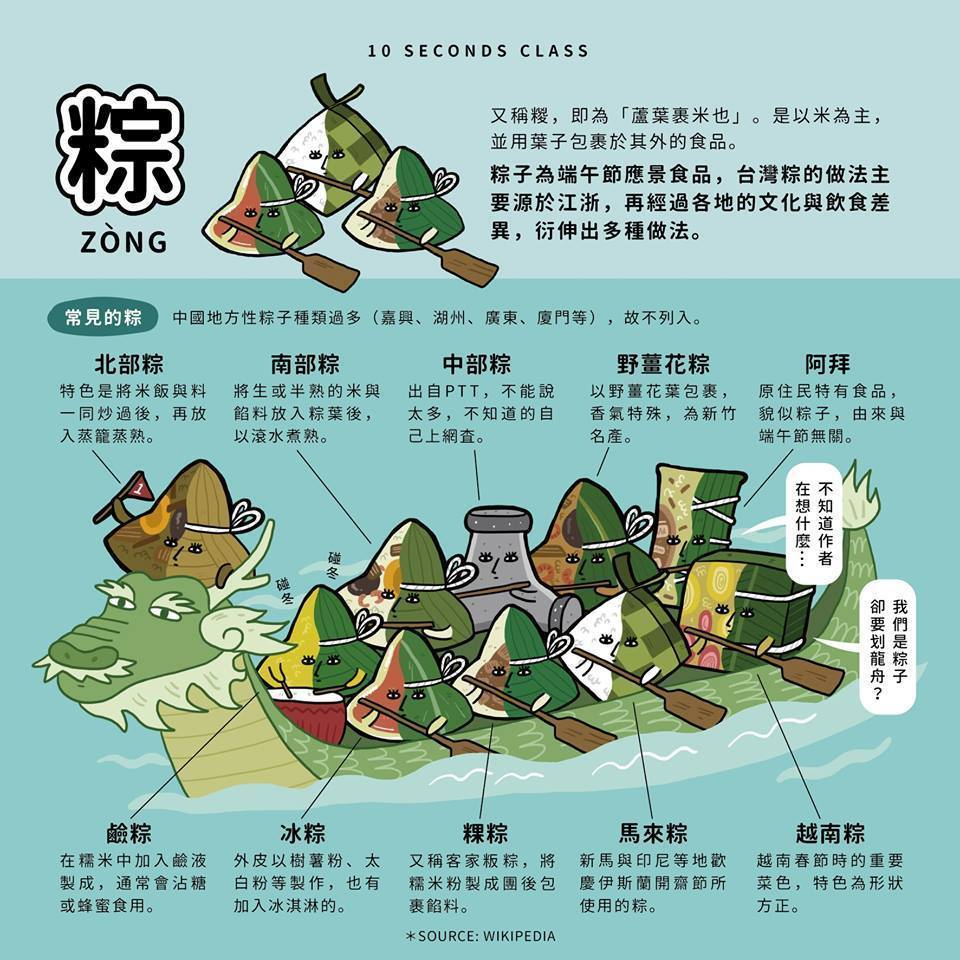 10 SECONDS CLASS
粽
ZÒNG
又稱糉，即為「蘆葉裹米也」。是以米為主，
並用葉子包裹於其外的食品。
粽子為端午節應景食品，台灣粽的做法主
要源於江浙，再經過各地的文化與飲食差
異，衍伸出多種做法。
常見的粽
中國地方性粽子種類過多（嘉興、湖州、廣東、廈門等），故不列入。
北部粽
特色是將米飯與料
一同炒過後，再放
入蒸籠蒸熟。
南部粽
將生或半熟的米與
餡料放入粽葉後，
以滾水煮熟。
中部粽
出自PTT，不能說
太多，不知道的自
己上網查。
野薑花粽
以野薑花葉包裹，
香氣特殊，為新竹
名產。
阿拜
原住民特有食品，
貌似粽子，由來與
端午節無關。
1
碰冬
碰冬
不知道作者
在想什麼…
我們是粽子
卻要划龍舟？
鹼粽
在糯米中加入鹼液
製成，通常會沾糖
或蜂蜜食用。
冰粽
外皮以樹薯粉、太
白粉等製作，也有
加入冰淇淋的。
粿粽
又稱客家粄粽，將
糯米粉製成團後包
裹餡料。
馬來粽
新馬與印尼等地歡
慶伊斯蘭開齋節所
使用的粽。
越南粽
越南春節時的重要
菜色，特色為形狀
方正。
＊SOURCE: WIKIPEDIA